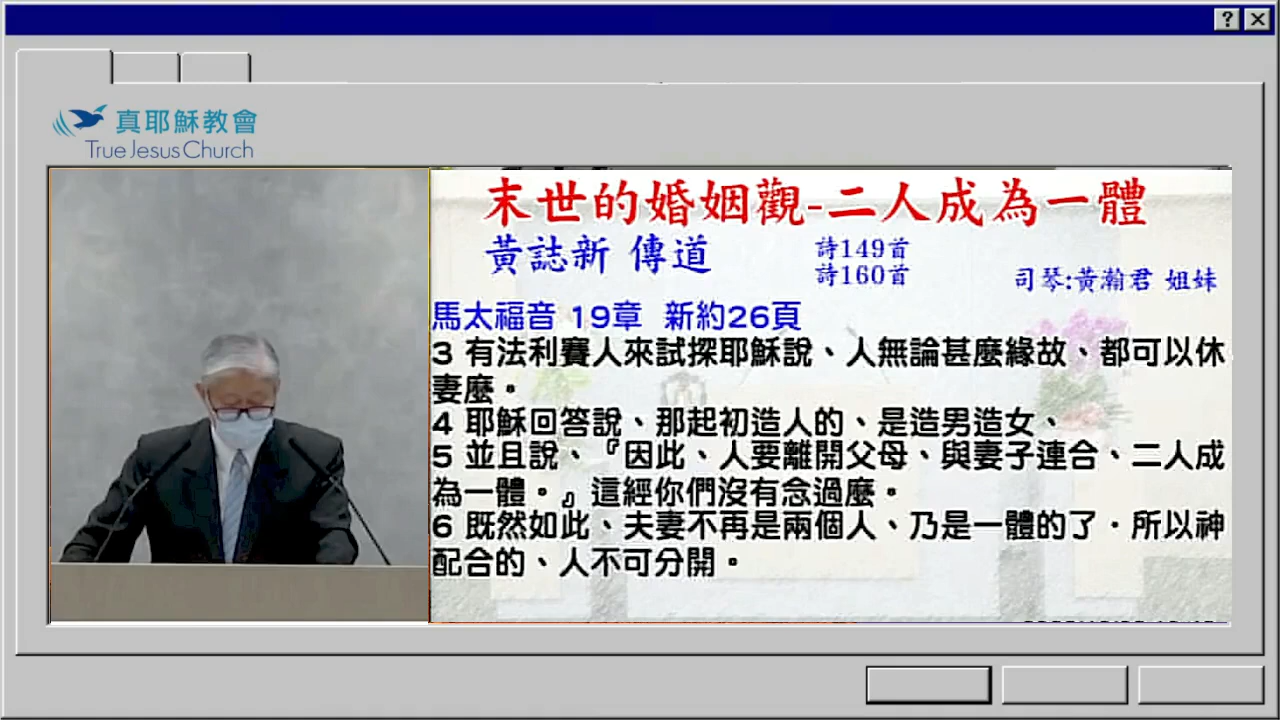 真耶穌教會
True Jesus Church
末世的婚姻觀-二人成為一體
黃誌新 傳道
詩149首
詩160首
司琴:黃瀚君 姐妹
馬太福音 19章 新約26頁
3 有法利賽人來試探耶穌說、人無論甚麼緣故、都可以休
妻麼。
4 耶穌回答說、那起初造人的、是造男造女、
5 並且說、『因此、人要離開父母、與妻子連合、二人成
為一體。』這經你們沒有念過麼。
6 既然如此、夫妻不再是兩個人、乃是一體的了．所以神
配合的、人不可分開。